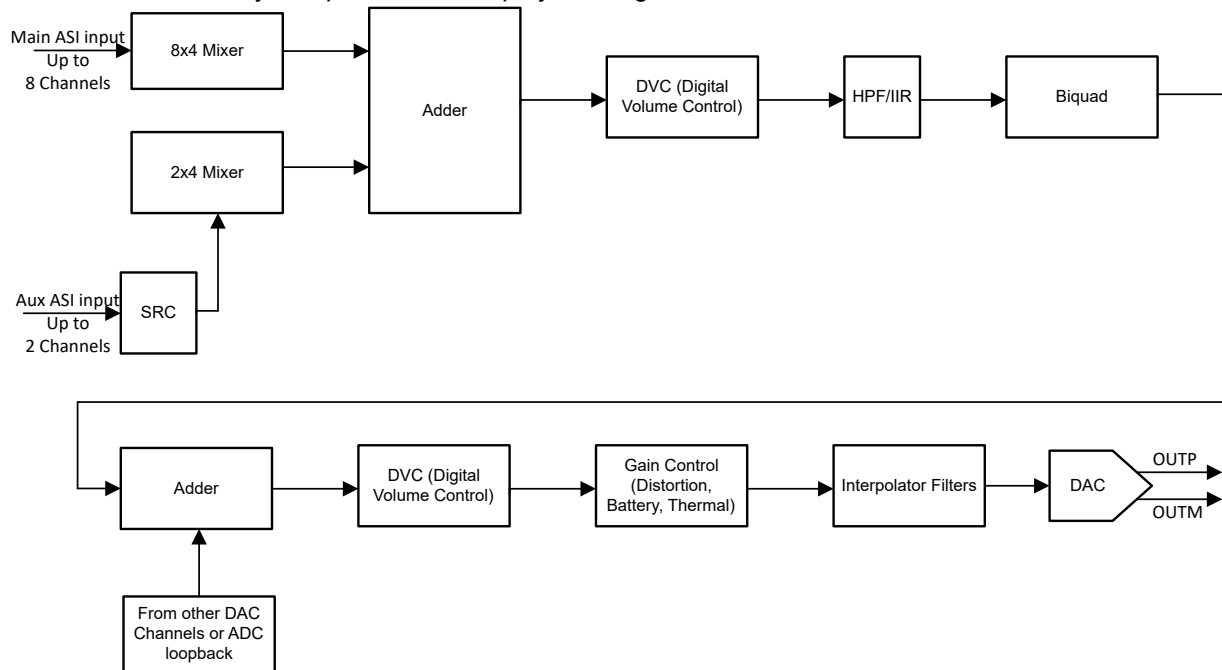 Main ASI input
Up to
8 Channels
8x4 Mixer
Adder
DVC (Digital
Volume Control)
HPF/IIR
Biquad
2x4 Mixer
Aux ASI input
Up to
2 Channels
SRC
Adder
DVC (Digital
Volume Control)
Gain Control
(Distortion,
Battery, Thermal)
Interpolator Filters
DAC
OUTP
OUTM
From other DAC
Channels or ADC
loopback